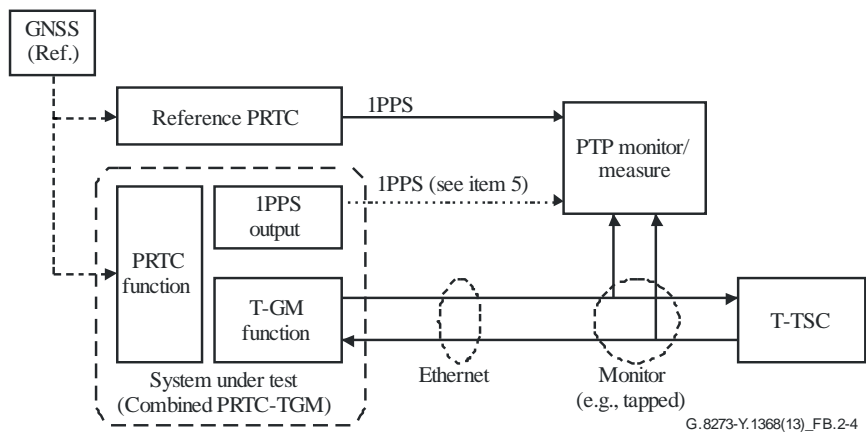 GNSS
(Ref.)
Reference PRTC
1PPS
PTP monitor/
measure
1PPS (see item 5)
1PPS
output
PRTC
function
T-GM
function
T-TSC
Ethernet
Monitor
(e.g., tapped)
System under test
(Combined PRTC-TGM)
G.8273-Y.1368(13)_FB.2-4